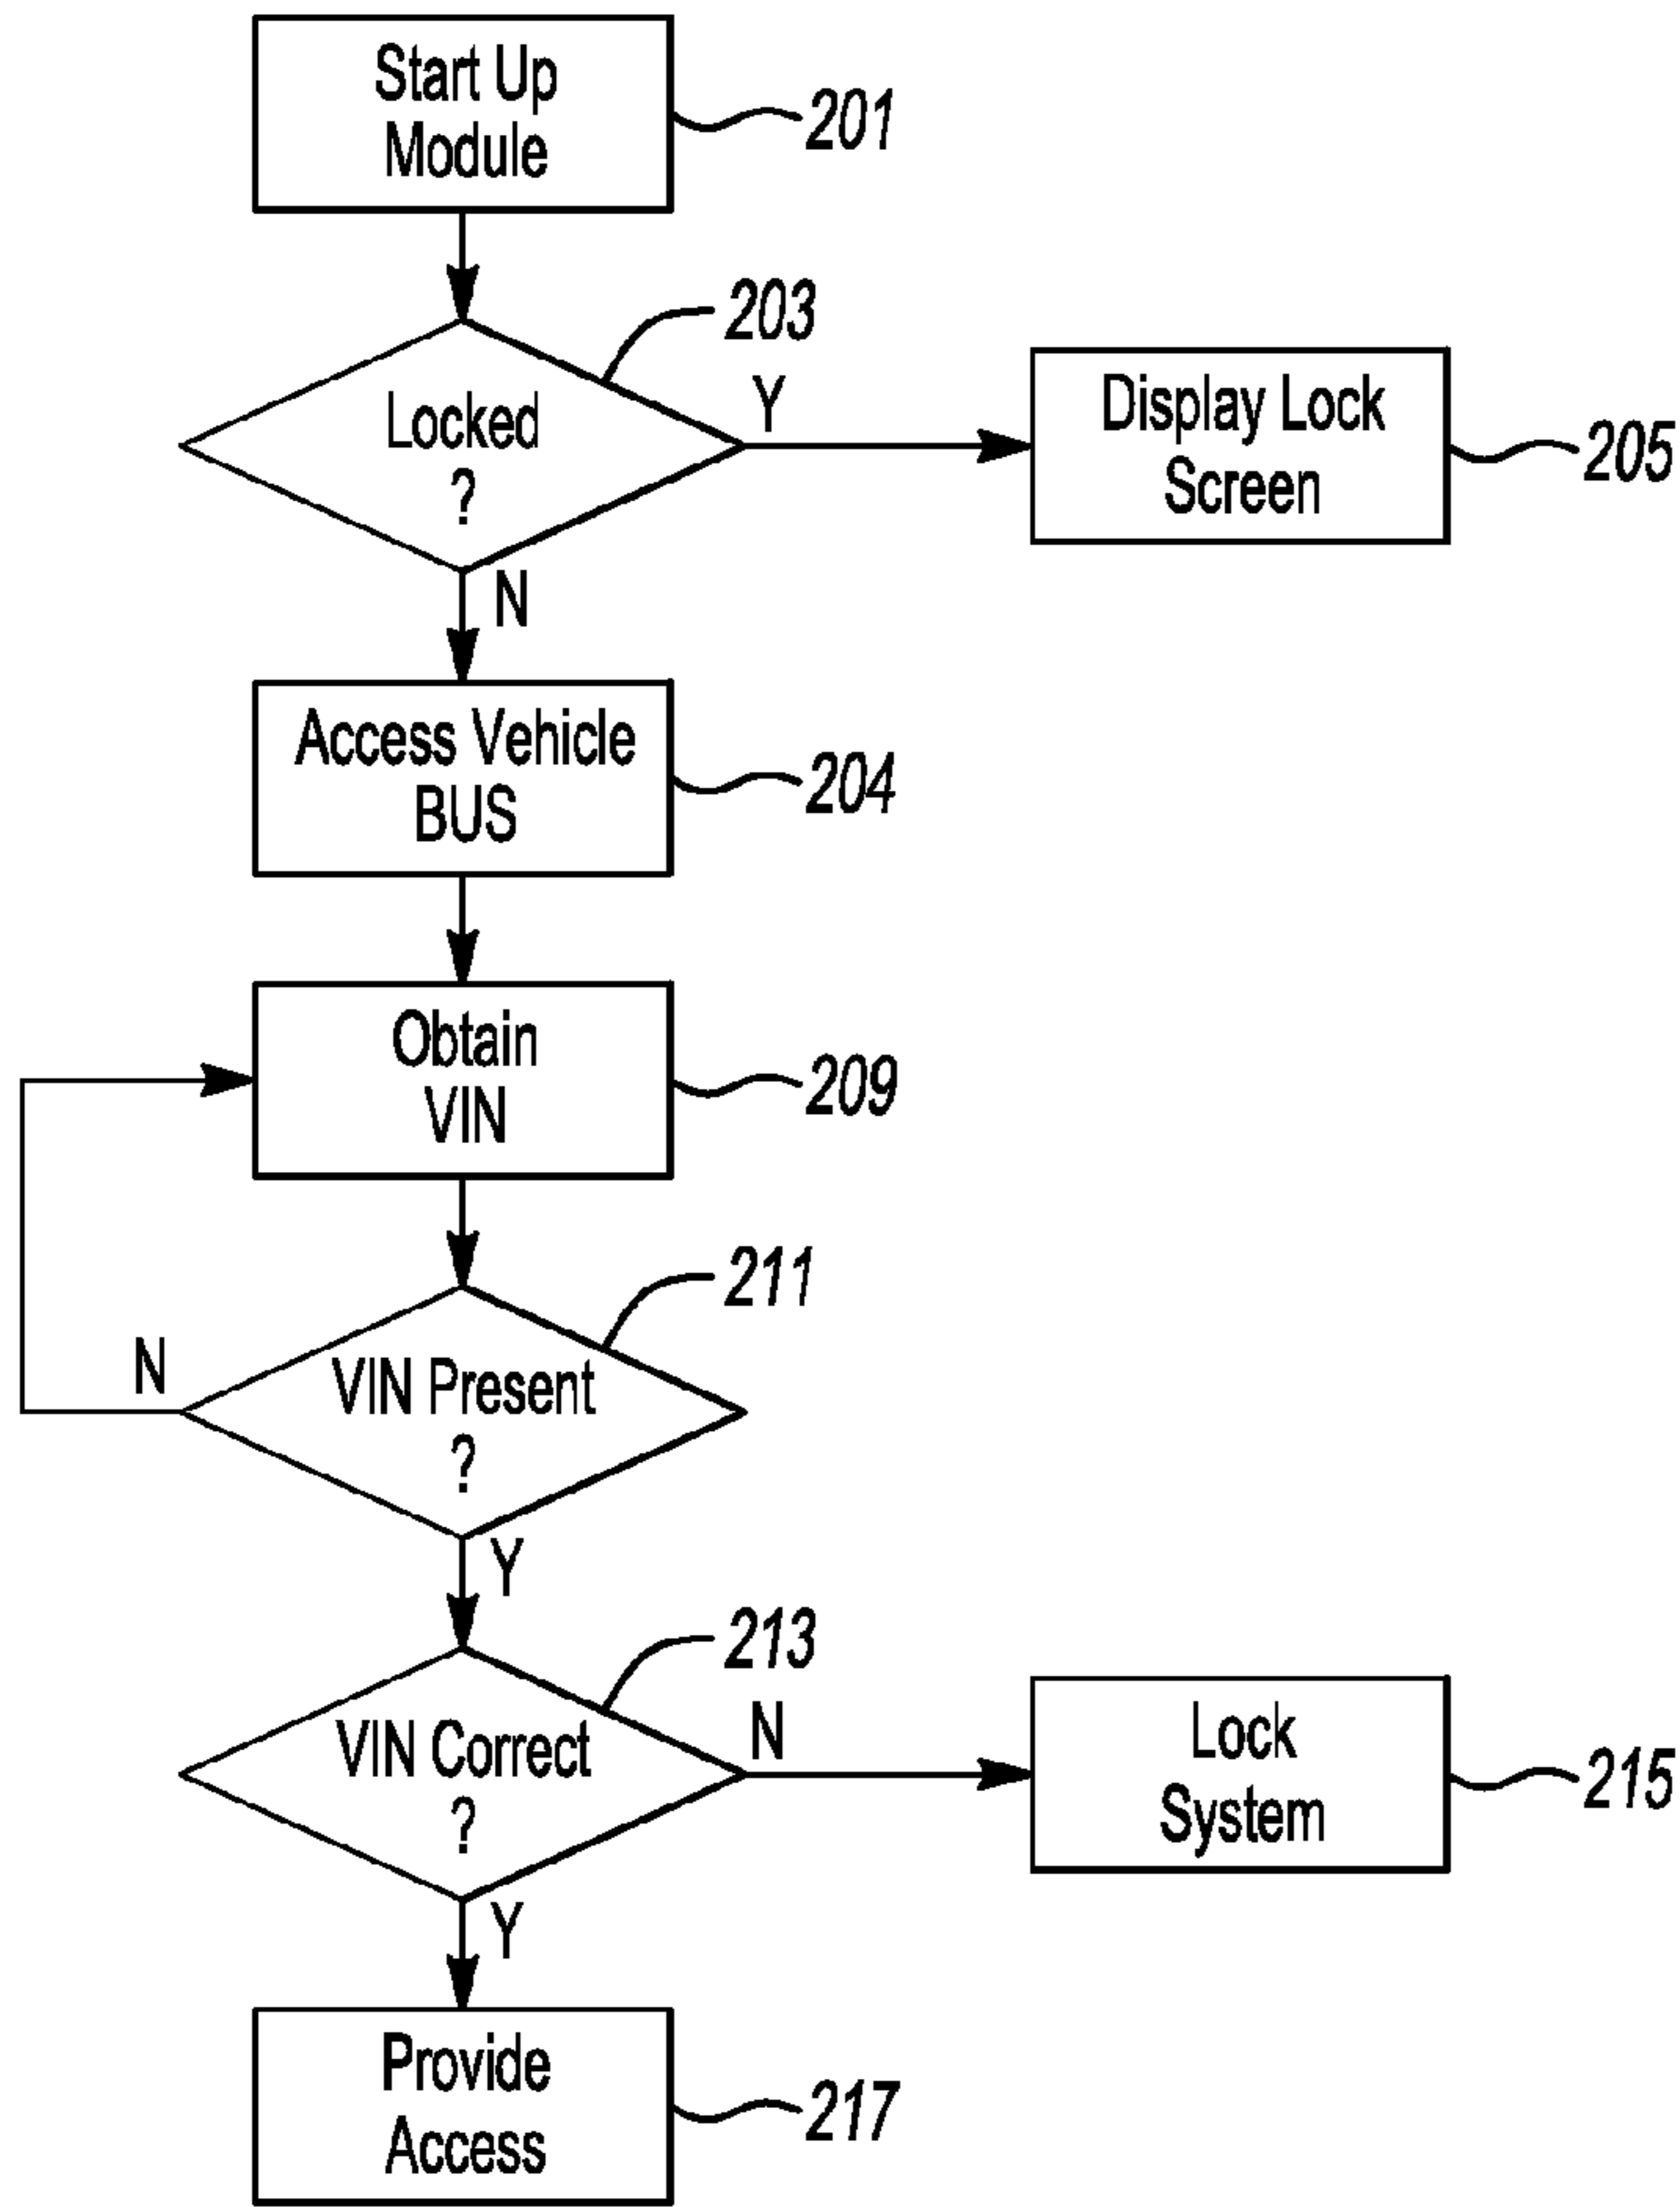 Start Up
Module
201
203
Locked
?
Y
Display Lock
Screen
205
N
Access Vehicle
BUS
204
Obtain
VIN
209
211
N
VIN Present
?
Y
213
VIN Correct
?
N
Lock
System
215
Y
Provide
Access
217